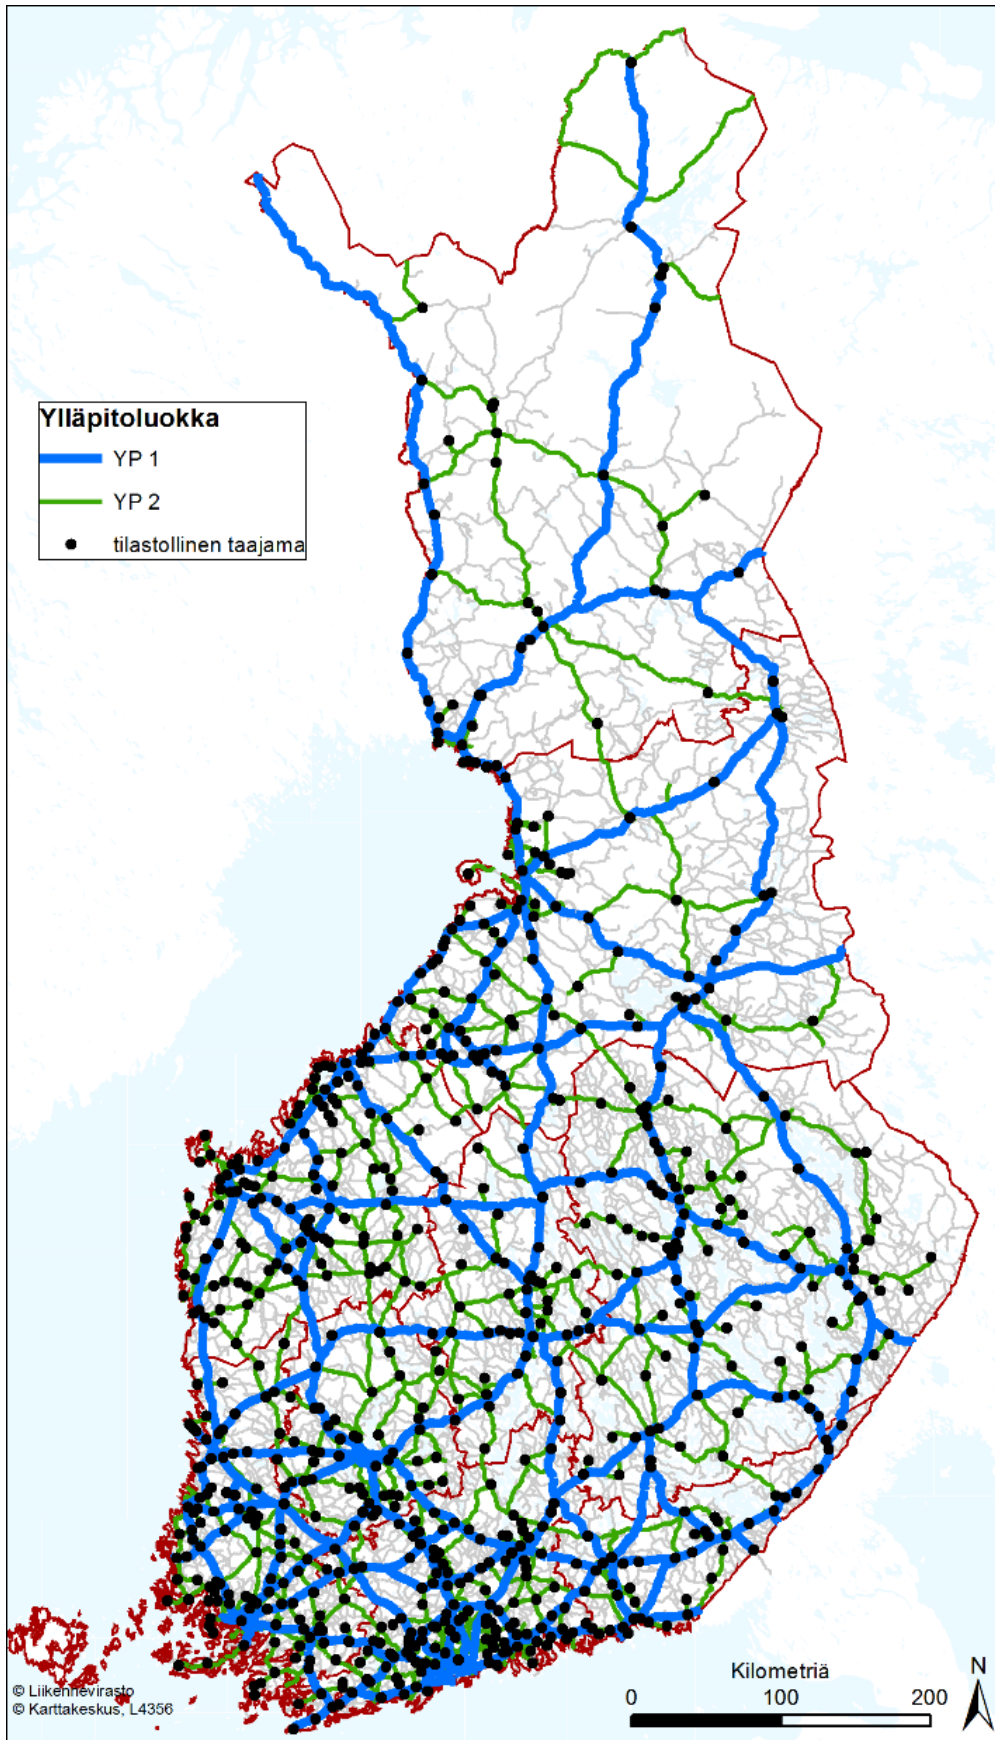 Ylläpitoluokka
YP 1
YP 2
tilastollinen taajama
Kilometriä
N
0 100 200
© Liikennevirasto
© Karttakeskus, L4356